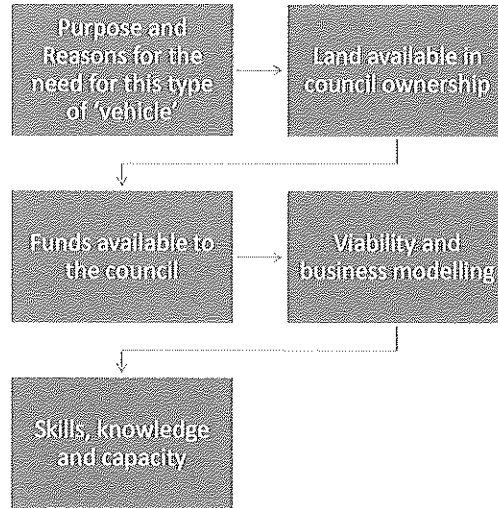 Purpose and
Reasons for the
need for this type
of 'vehicle'
Land available in
council ownership
Funds available to
the council
Viability and
business modelling
Skills, knowledge
and capacity